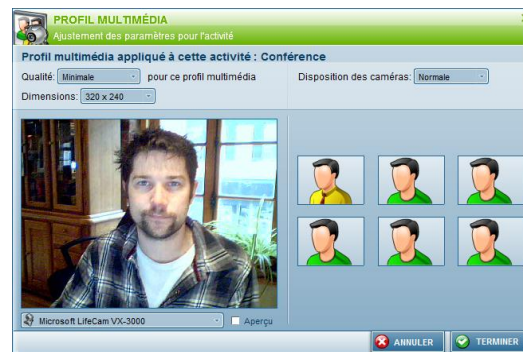 PROFIL MULTIMÉDIA
Ajustement des paramètres pour l'activité
Profil multimédia appliqué à cette activité : Conférence
Qualité: Minimale pour ce profil multimédia Disposition des caméras: Normale
Dimensions: 320 x 240
Microsoft LifeCam VX-3000 Aperçu
ANNULER TERMINER